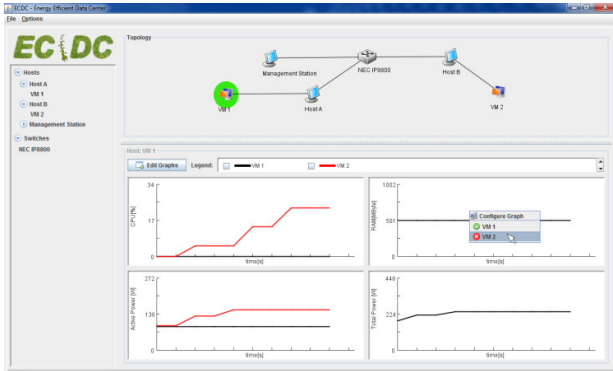 ECDC - Energy Efficient Data Center
File Options
ECDC
Hosts
Host A
VM 1
Host B
VM 2
Management Station
Switches
NEC IP8800
Topology
Management Station
NEC IP8800
Host B
VM 1
Host A
VM 2
Host: VM 1
Edit Graphs Legend: VM 1 VM 2
34
17
0
CPU[%]
time[s]
1002
501
0
RAM[MByte]
time[s]
Configure Graph
VM 1
VM 2
272
136
0
Active Power [W]
time[s]
448
224
0
Total Power [W]
time[s]